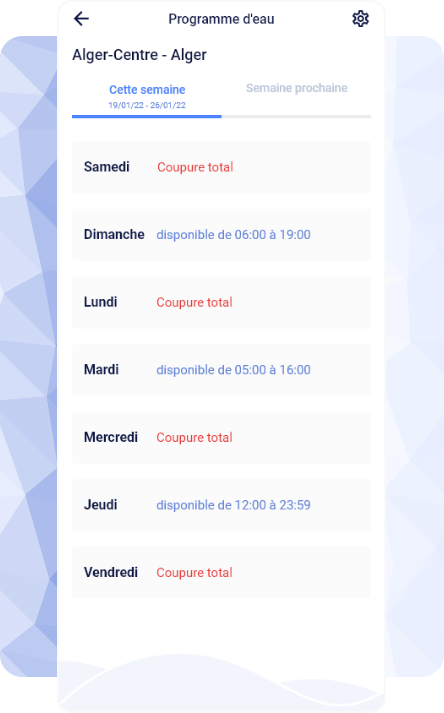 Programme d'eau
Alger-Centre - Alger
Cette semaine
Semaine prochaine
19/01/22 - 26/01/22
Samedi Coupure total
Dimanche disponible de 06:00 à 19:00
Lundi Coupure total
Mardi disponible de 05:00 à 16:00
Mercredi Coupure total
Jeudi disponible de 12:00 à 23:59
Vendredi Coupure total